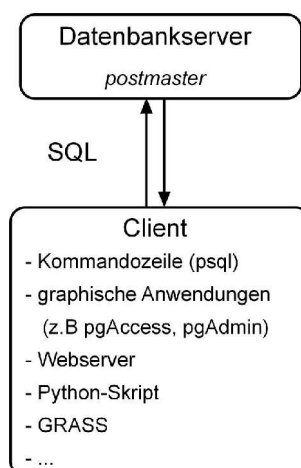 Datenbankserver
postmaster
SQL
Client
- Kommandozeile (psql)
- graphische Anwendungen
(z.B pgAccess, pgAdmin)
- Webserver
- Python-Skript
- GRASS
- ...